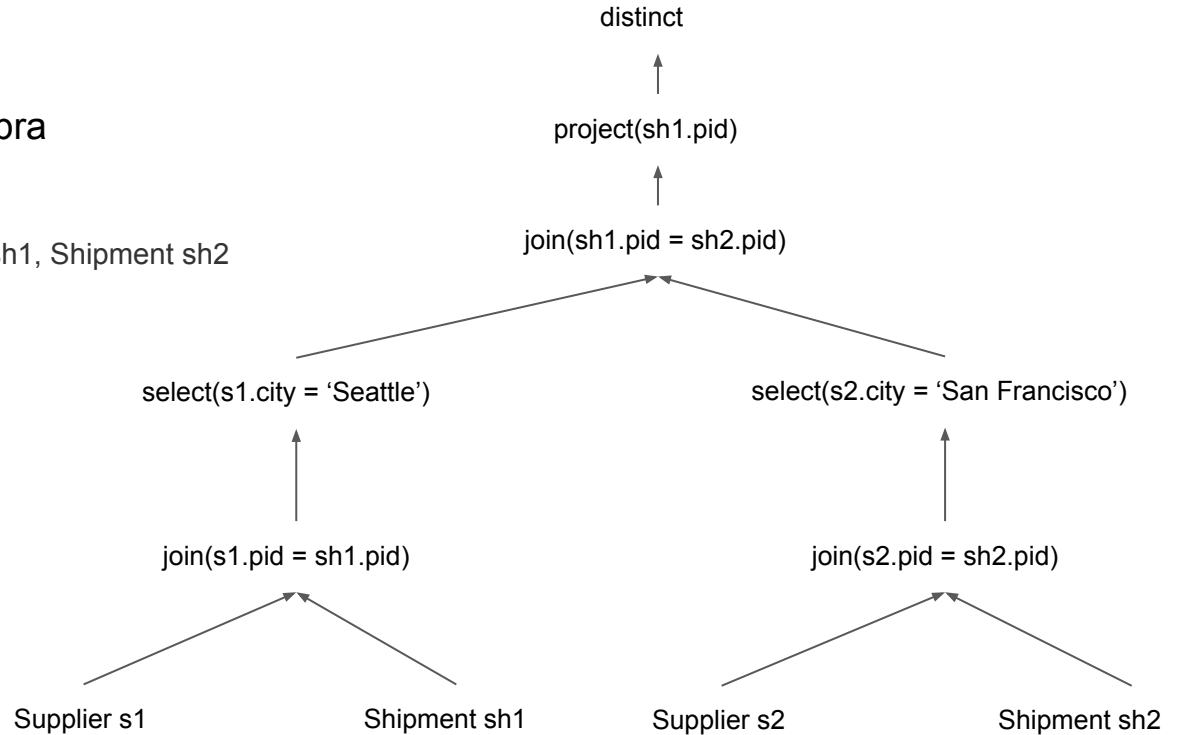 distinct
project(sh1.pid)
join(sh1.pid = sh2.pid)
, Shipment sh2
select(s1.city = ‘Seattle’)
select(s2.city = ‘San Francisco’)
join(s1.pid = sh1.pid)
join(s2.pid = sh2.pid)
Supplier s1
Shipment sh1
Supplier s2
Shipment sh2